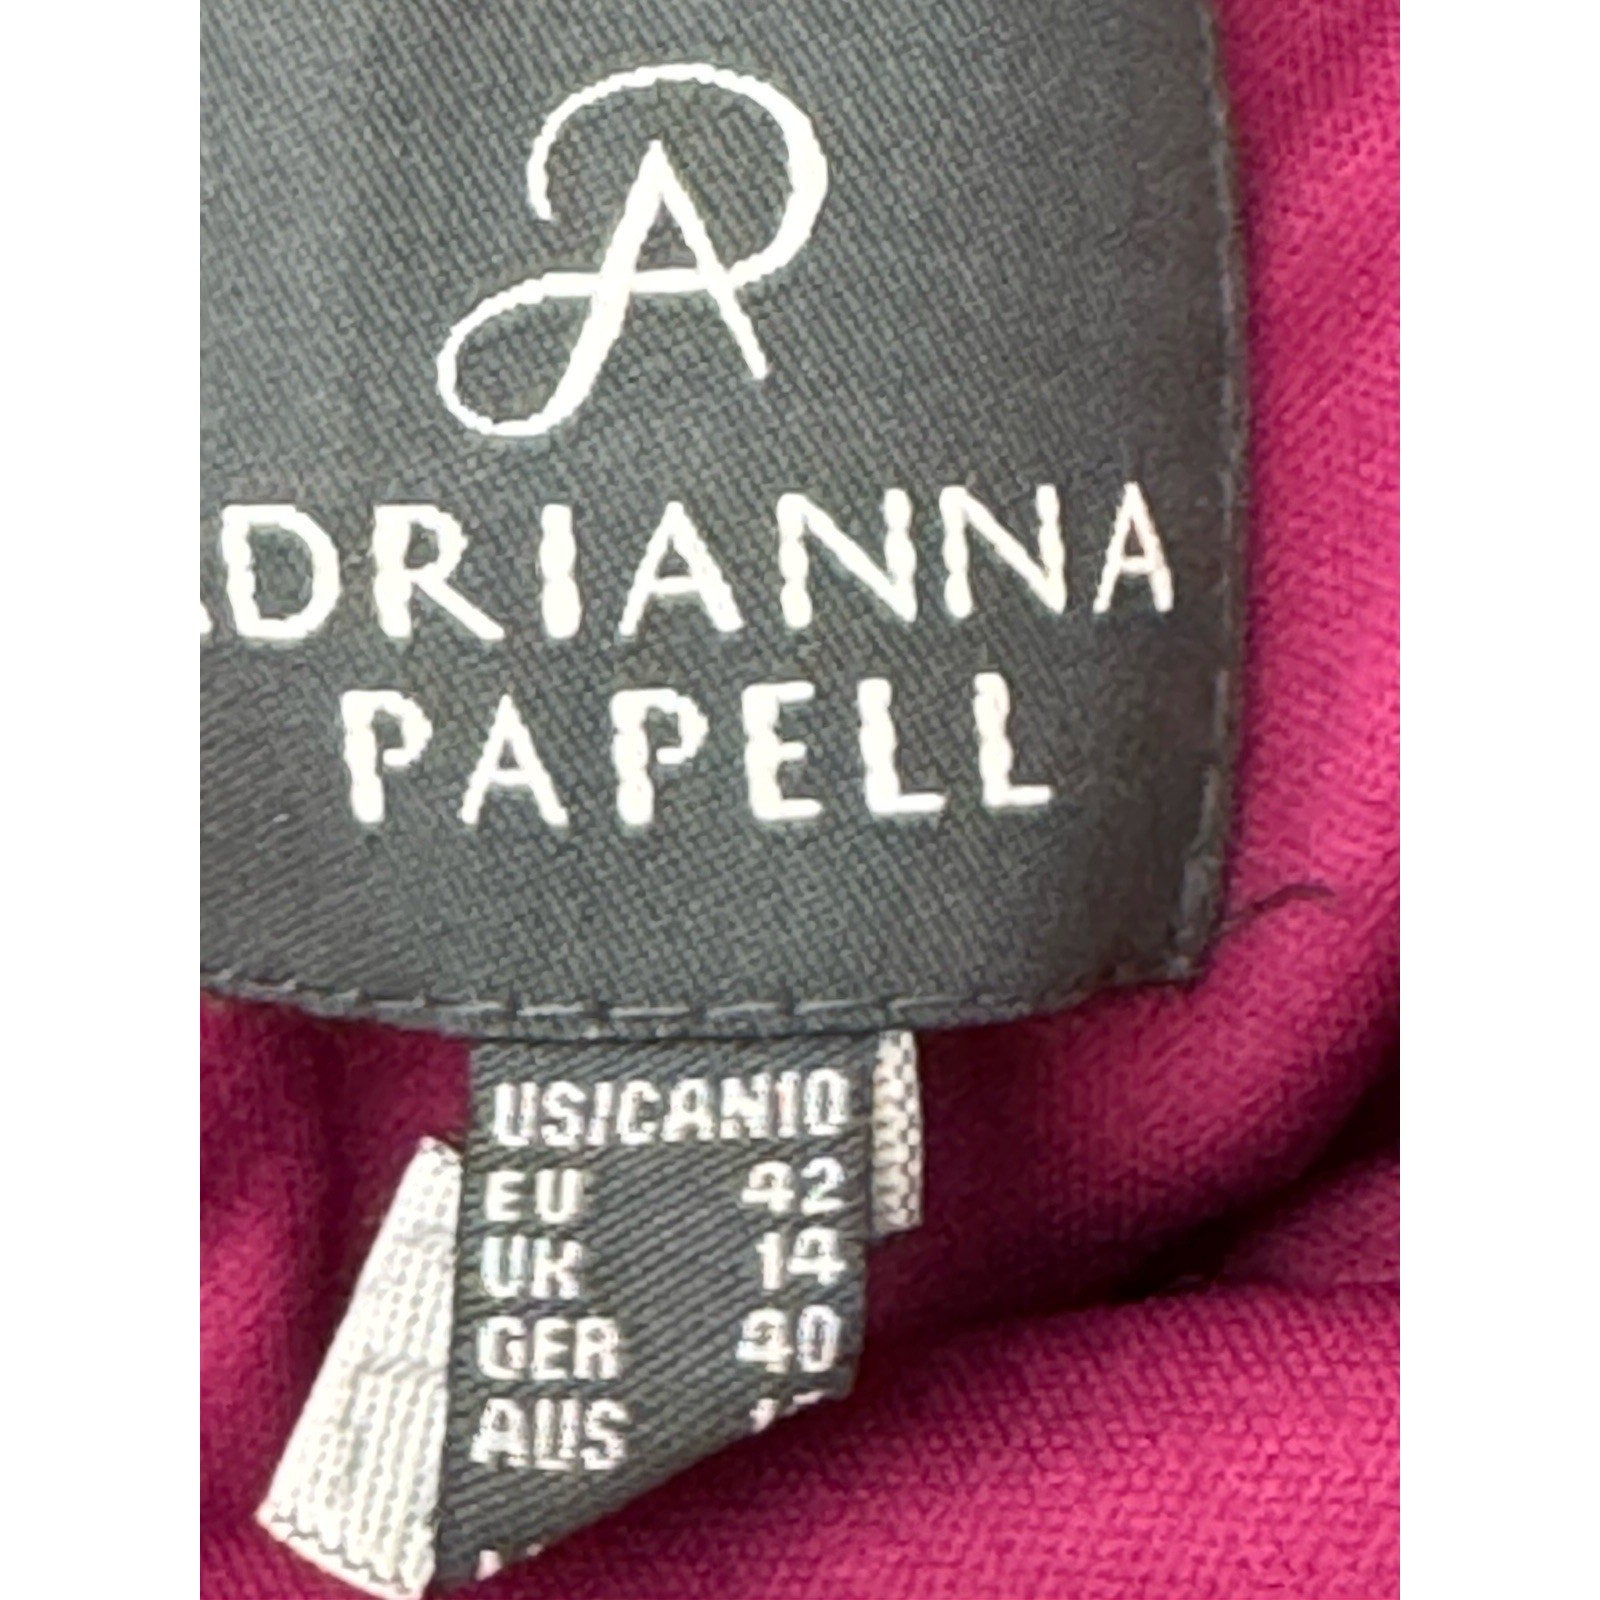 ADRIANNA
PAPELL
US/CAN10
EU 42
UK 14
GER 40
AUS